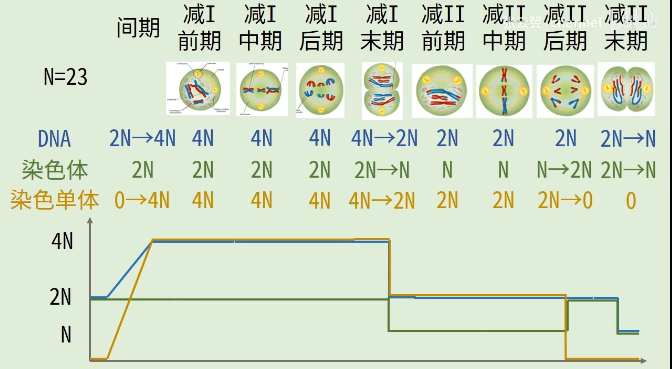 间期 减I前期 减I中期 减I后期 减I末期 减II前期 减II中期 减II后期 减II末期
N=23
DNA 2N→4N 4N 4N 4N 4N→2N 2N 2N 2N 2N→N
染色体 2N 2N 2N 2N 2N→N N N N→2N 2N→N
染色单体 0→4N 4N 4N 4N 4N→2N 2N 2N 2N→0 0
4N
2N
N